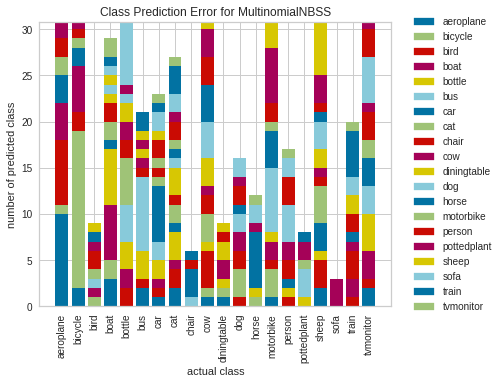 Class Prediction Error for MultinomialNBSS
number of predicted class
30
25
20
15
10
5
0
aeroplane
bicycle
bird
boat
bottle
bus
car
cat
chair
cow
diningtable
dog
horse
motorbike
person
pottedplant
sheep
sofa
train
tvmonitor
actual class
aeroplane
bicycle
bird
boat
bottle
bus
car
cat
chair
cow
diningtable
dog
horse
motorbike
person
pottedplant
sheep
sofa
train
tvmonitor